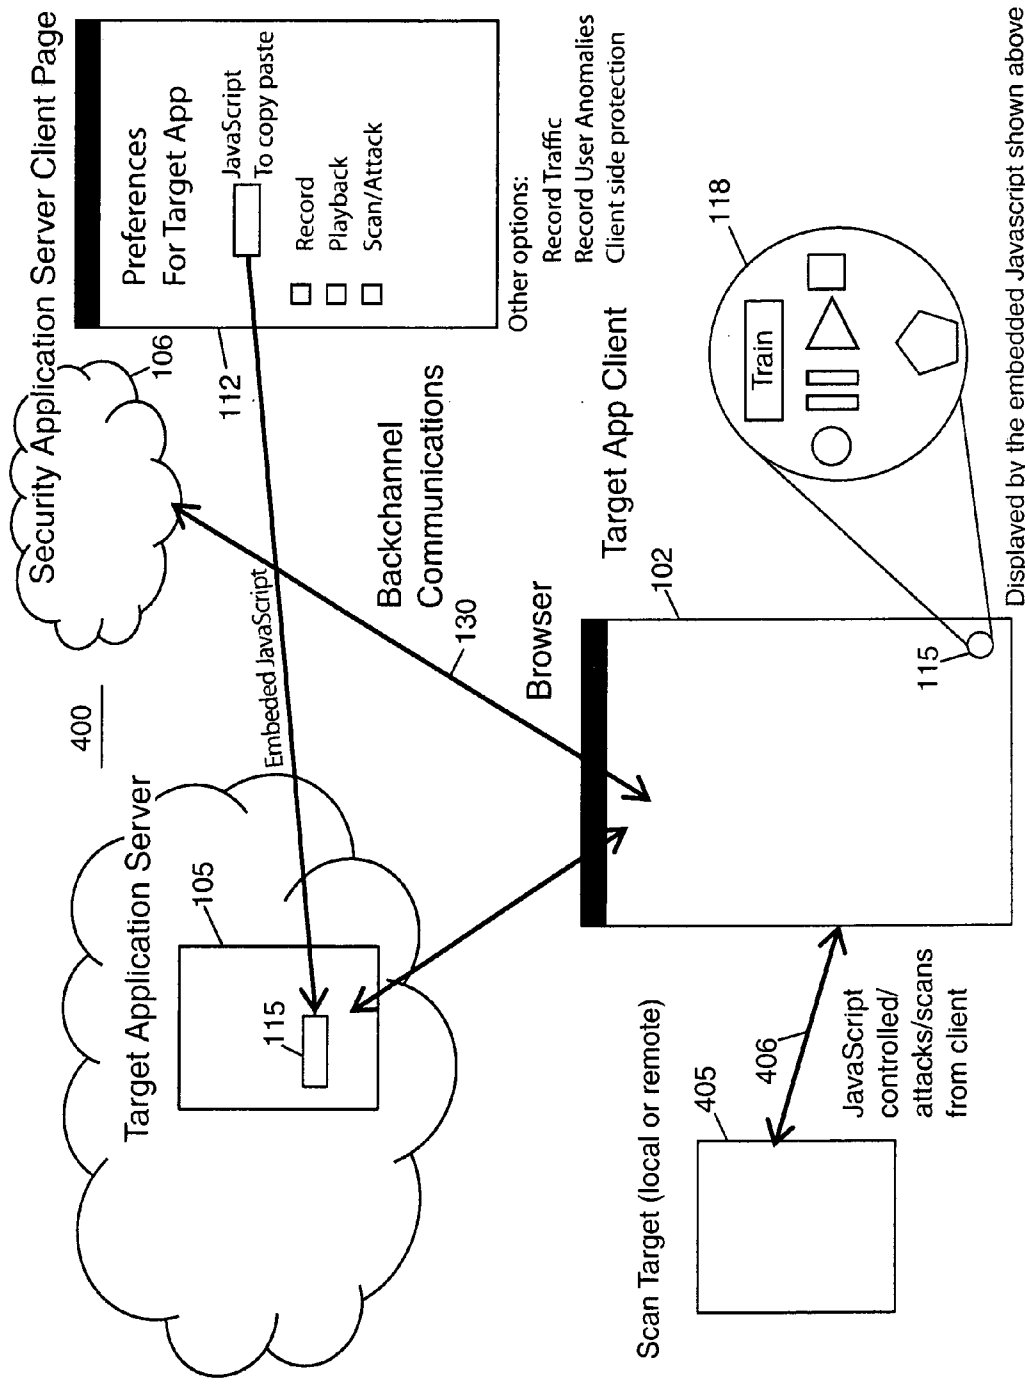 Security Application Server Client Page
106
112
Preferences
For Target App
JavaScript
To copy paste
Record
Playback
Scan/Attack
Other options:
Record Traffic
Record User Anomalies
Client side protection
400
Target Application Server
105
115
Embeded JavaScript
Backchannel
Communications
130
Browser
Target App Client
102
115
118
Train
Displayed by the embedded Javascript shown above
Scan Target (local or remote)
405
406
JavaScript
controlled/
attacks/scans
from client